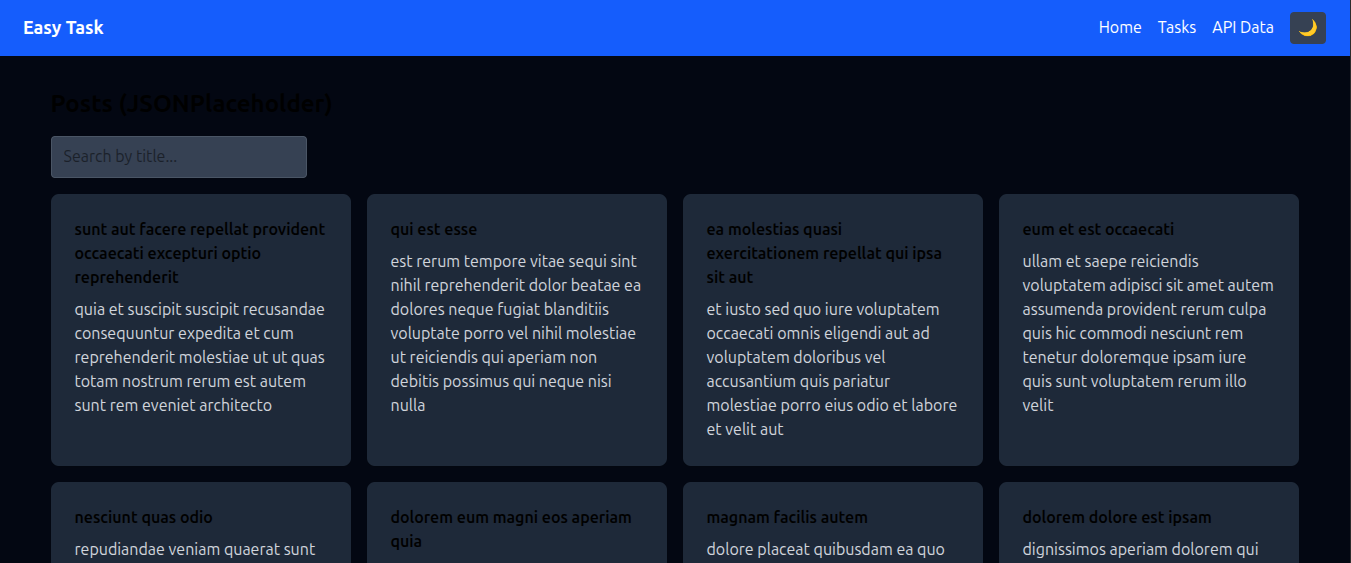 Easy Task
Home Tasks API Data
Posts (JSONPlaceholder)
Search by title...
sunt aut facere repellat provident
occaecati excepturi optio
reprehenderit
quia et suscipit suscipit recusandae
consequuntur expedita et cum
reprehenderit molestiae ut ut quas
totam nostrum rerum est autem
sunt rem eveniet architecto
qui est esse
est rerum tempore vitae sequi sint
nihil reprehenderit dolor beatae ea
dolores neque fugiat blanditiis
voluptate porro vel nihil molestiae
ut reiciendis qui aperiam non
debitis possimus qui neque nisi
nulla
ea molestias quasi
exercitationem repellat qui ipsa
sit aut
et iusto sed quo iure voluptatem
occaecati omnis eligendi aut ad
voluptatem doloribus vel
accusantium quis pariatur
molestiae porro eius odio et labore
et velit aut
eum et est occaecati
ullam et saepe reiciendis
voluptatem adipisci sit amet autem
assumenda provident rerum culpa
quis hic commodi nesciunt rem
tenetur doloremque ipsam iure
quis sunt voluptatem rerum illo
velit
nesciunt quas odio
repudiandae veniam quaerat sunt
dolorem eum magni eos aperiam
quia
magnam facilis autem
dolore placeat quibusdam ea quo
dolorem dolore est ipsam
dignissimos aperiam dolorem qui